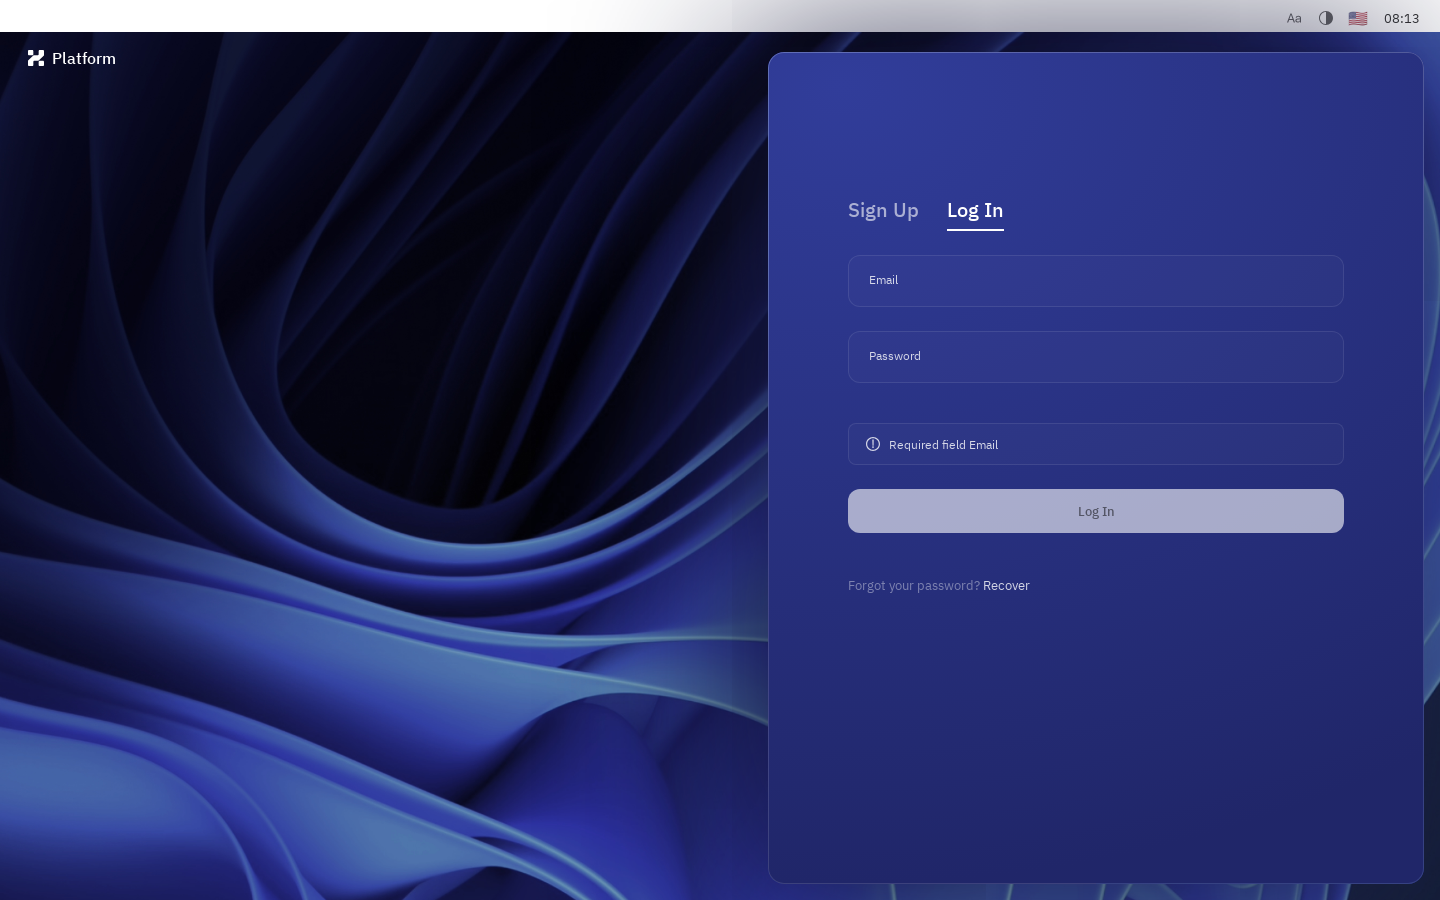 Aa
08:13
Platform
Sign Up
Log In
Email
Password
Required field Email
Log In
Forgot your password? Recover